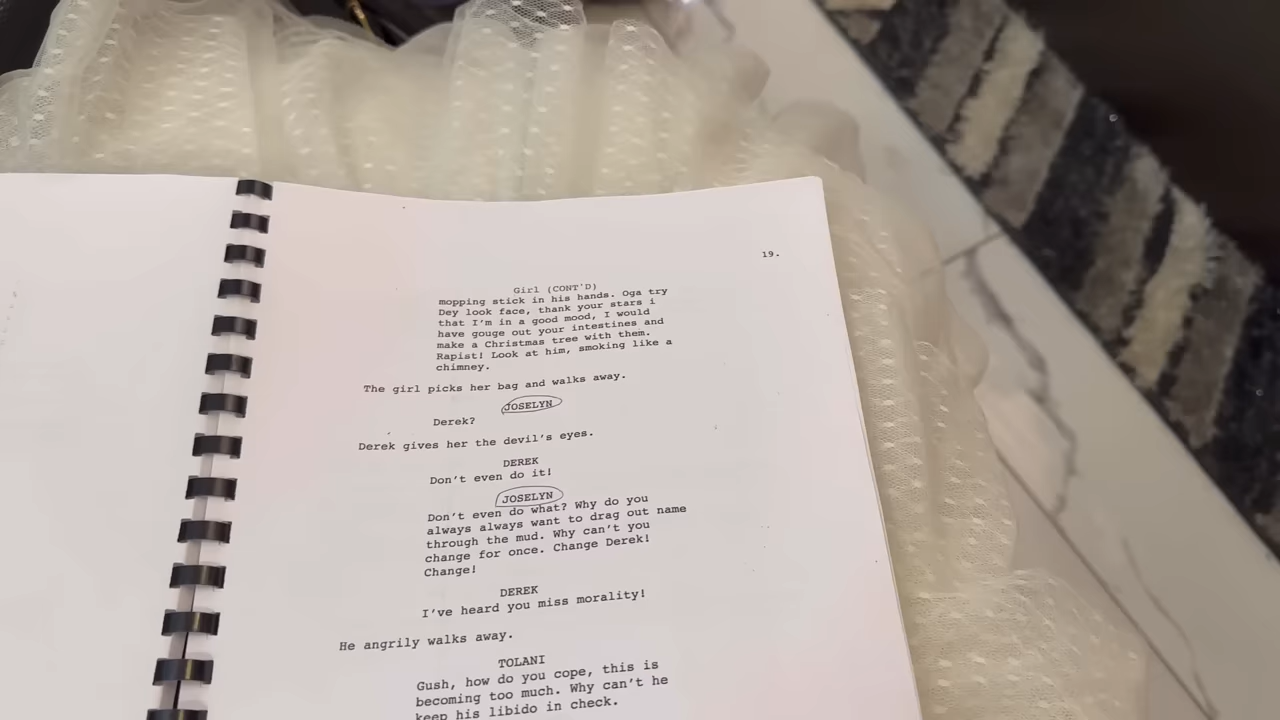 19.
Girl (CONT'D)
mopping stick in his hands. Oga try
Dey look face, thank your stars i
that I'm in a good mood, I would
have gouge out your intestines and
make a Christmas tree with them.
Rapist! Look at him, smoking like a
chimney.
The girl picks her bag and walks away.
JOSELYN
Derek?
Derek gives her the devil's eyes.
DEREK
Don't even do it!
JOSELYN
Don't even do what? Why do you
always always want to drag out name
through the mud. Why can't you
change for once. Change Derek!
Change!
DEREK
I've heard you miss morality!
He angrily walks away.
TOLANI
Gush, how do you cope, this is
becoming too much. Why can't he
keep his libido in check.